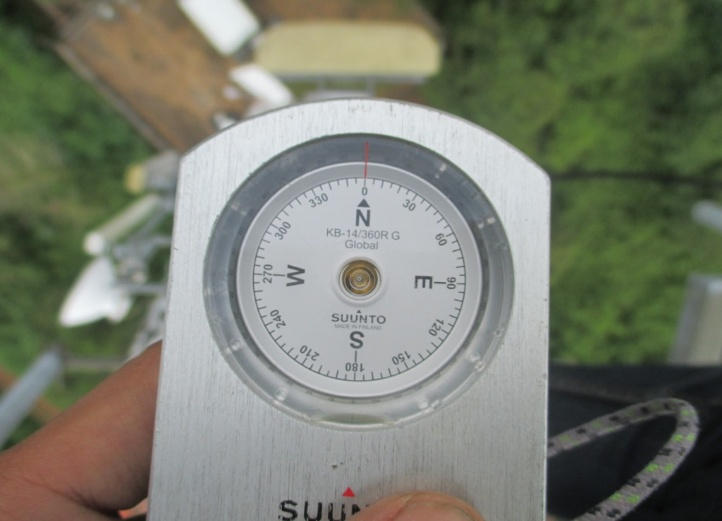 0
30
60
90
120
150
180
210
240
270
300
330
N
E
S
W
KB-14/360R G
Global
SUUNTO
MADE IN FINLAND
SUUN